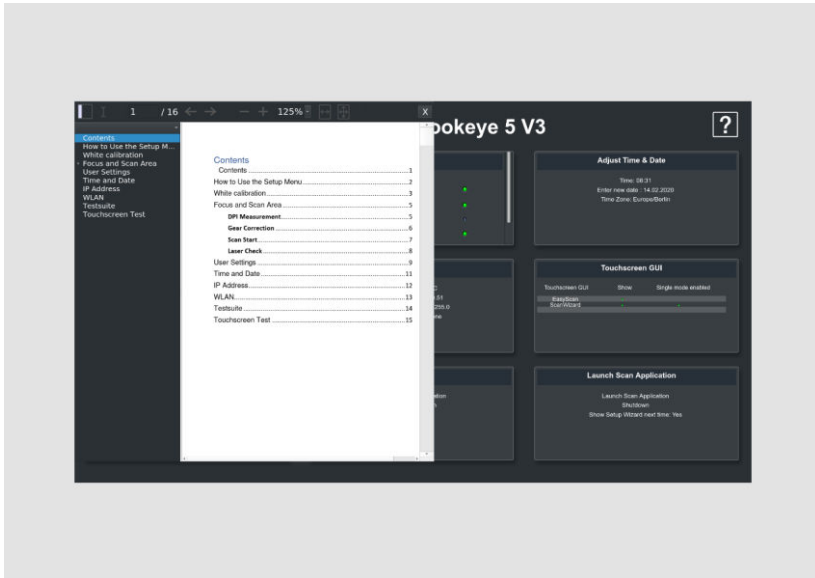 1 / 16 125% X
Contents
How to Use the Setup M...
White calibration
Focus and Scan Area
User Settings
Time and Date
IP Address
WLAN
Testsuite
Touchscreen Test
Contents
Contents 1
How to Use the Setup Menu 2
White calibration 3
Focus and Scan Area 5
DPI Measurement 5
Gear Correction 6
Scan Start 7
Laser Check 8
User Settings 9
Time and Date 11
IP Address 12
WLAN 13
Testsuite 14
Touchscreen Test 15
ookeye 5 V3
?
Adjust Time & Date
Time: 08:31
Enter new date : 14.02.2028
Time Zone: Europe/Berlin
.51
255.0
Touchscreen GUI
Touchscreen GUI Show Single mode enabled
EasyScan
ScanWizard
Launch Scan Application
Launch Scan Application
Shutdown
Show Setup Wizard next time: Yes